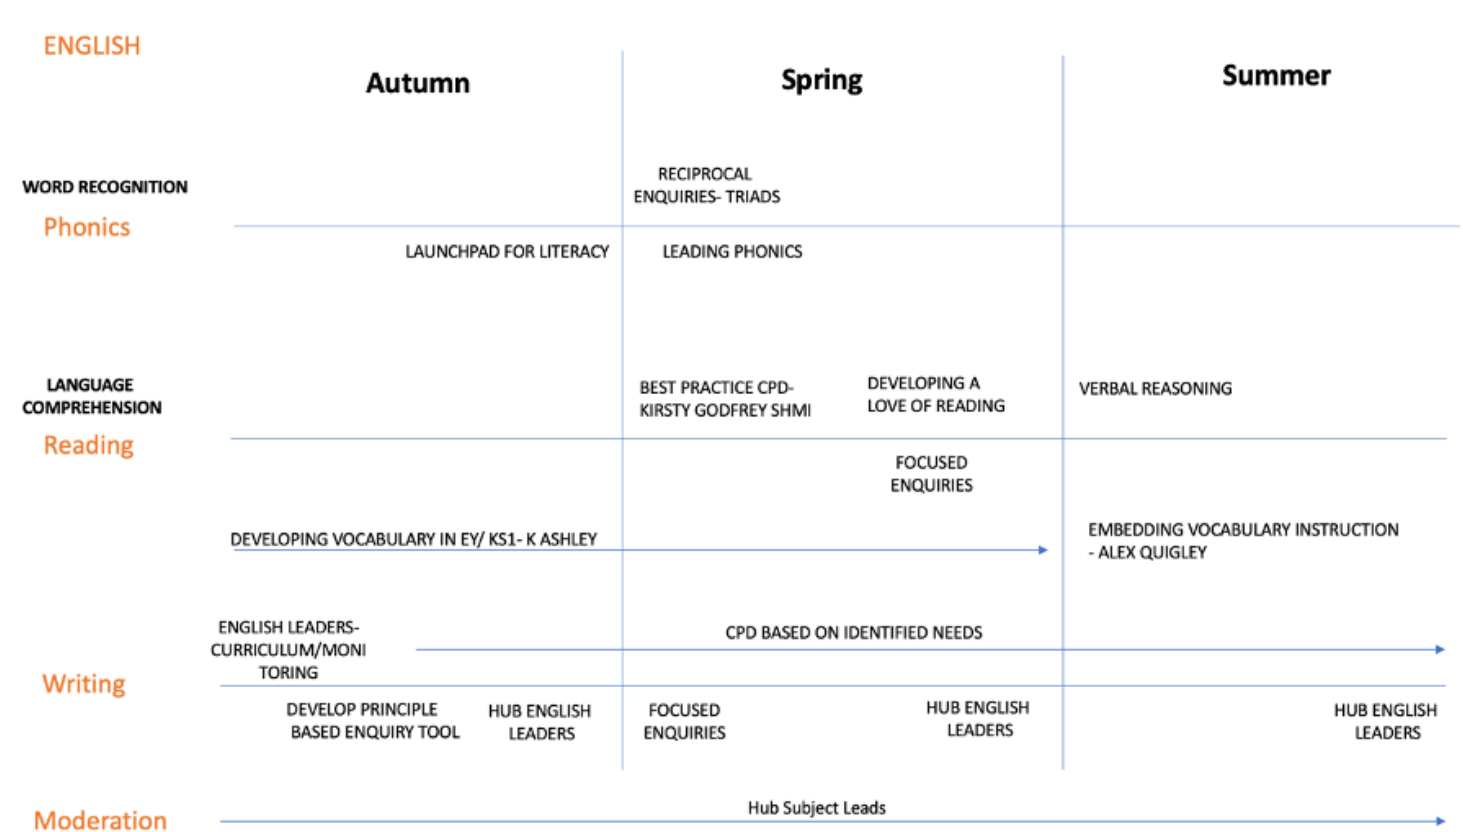 ENGLISH
Autumn
Spring
Summer
WORD RECOGNITION
Phonics
RECIPROCAL
ENQUIRIES- TRIADS
LAUNCHPAD FOR LITERACY
LEADING PHONICS
LANGUAGE
COMPREHENSION
Reading
BEST PRACTICE CPD-
KIRSTY GODFREY SHMI
DEVELOPING A
LOVE OF READING
VERBAL REASONING
FOCUSED
ENQUIRIES
DEVELOPING VOCABULARY IN EY/ KS1- K ASHLEY
EMBEDDING VOCABULARY INSTRUCTION
- ALEX QUIGLEY
ENGLISH LEADERS-
CURRICULUM/MONI
TORING
CPD BASED ON IDENTIFIED NEEDS
Writing
DEVELOP PRINCIPLE
BASED ENQUIRY TOOL
HUB ENGLISH
LEADERS
FOCUSED
ENQUIRIES
HUB ENGLISH
LEADERS
HUB ENGLISH
LEADERS
Moderation
Hub Subject Leads